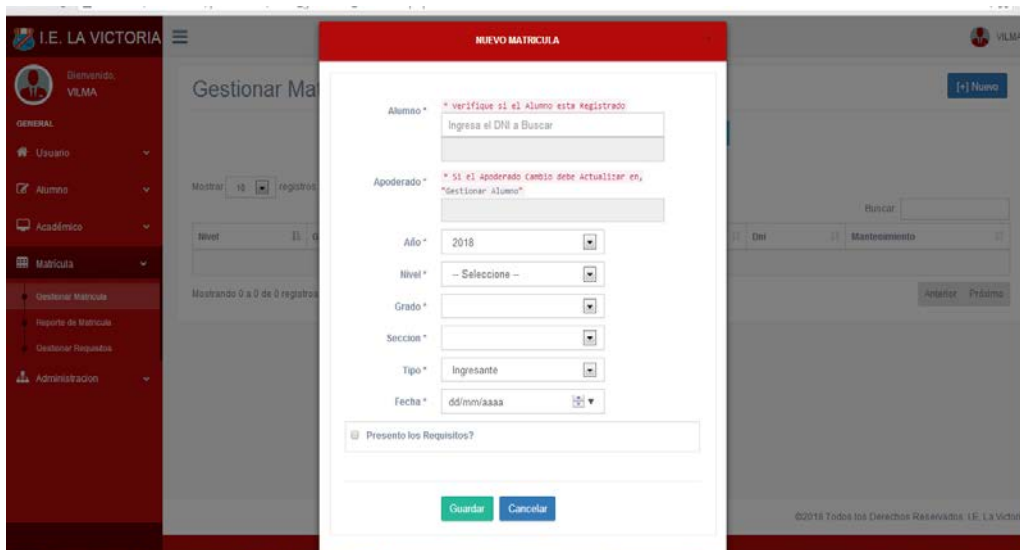 I.E. LA VICTORIA
Bienvenido,
VILMA
GENERAL
Usuario
Alumno
Académico
Matrícula
Gestionar Matrícula
Reporte de Matrícula
Gestionar Requisitos
Administracion
VILMA
Gestionar Mat
[+] Nuevo
Mostrar 10 registros
Buscar:
Nivel G Dni Mantenimiento
Mostrando 0 a 0 de 0 registros
Anterior Próximo
©2018 Todos los Derechos Reservados. I.E. La Victori
NUEVO MATRICULA
Alumno *
* Verifique si el Alumno esta Registrado
Ingresa el DNI a Buscar
Apoderado *
* Si el Apoderado Cambio debe Actualizar en,
"Gestionar Alumno"
Año * 2018
Nivel * -- Seleccione --
Grado *
Seccion *
Tipo * Ingresante
Fecha * dd/mm/aaaa
Presento los Requisitos?
Guardar Cancelar